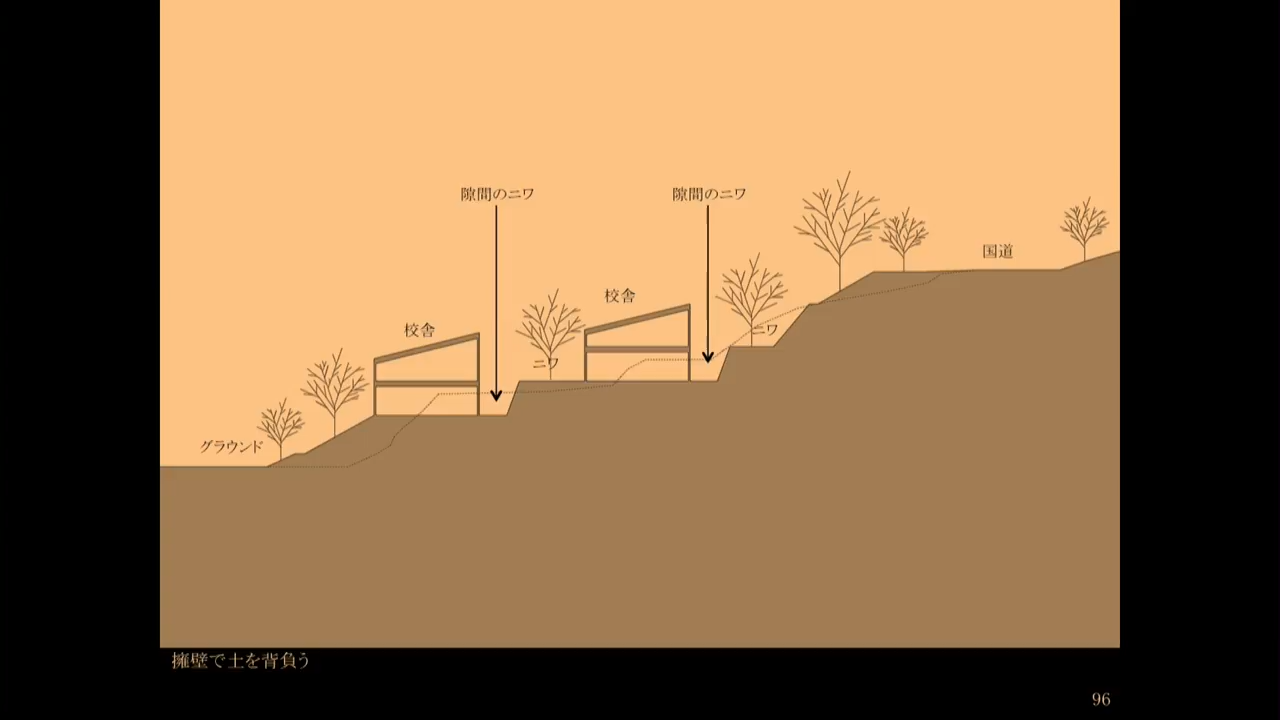 隙間のニワ
隙間のニワ
国道
校舎
校舎
ニワ
ニワ
グラウンド
擁壁で土を背負う
96